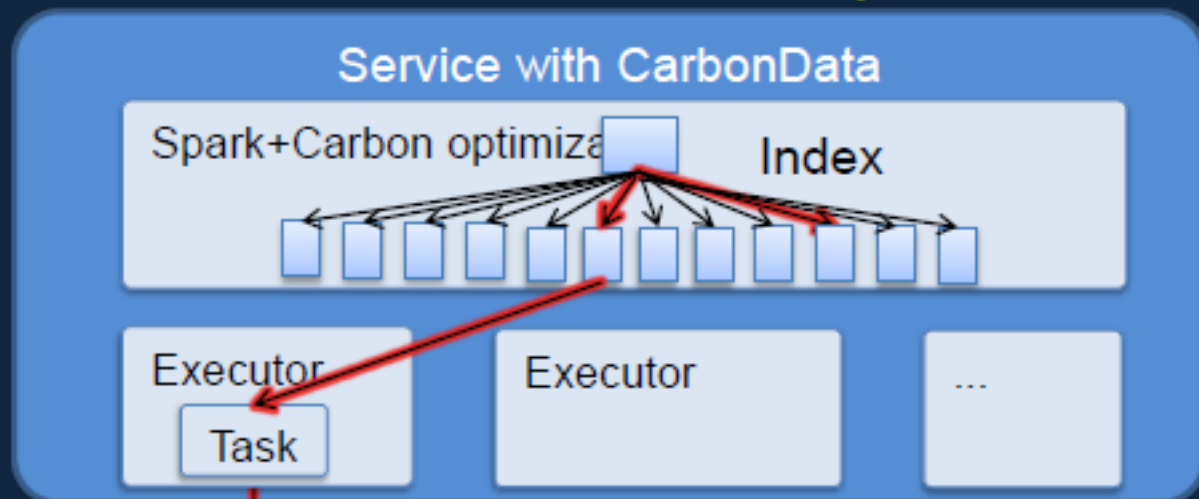 Service with CarbonData
Spark+Carbon optimiza
Index
Executor
Executor
...
Task